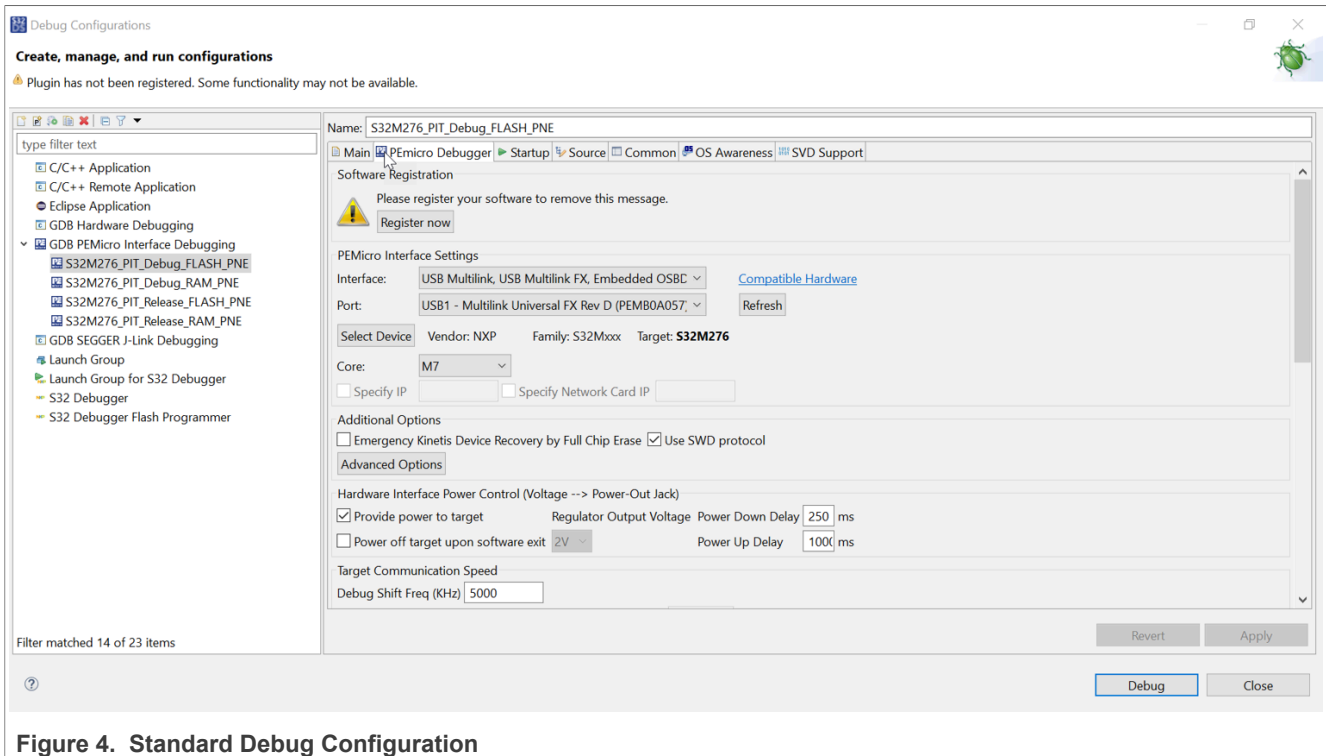 Debug Configurations
Create, manage, and run configurations
Plugin has not been registered. Some functionality may not be available.
type filter text
C/C++ Application
C/C++ Remote Application
Eclipse Application
GDB Hardware Debugging
GDB PEMicro Interface Debugging
S32M276_PIT_Debug_FLASH_PNE
S32M276_PIT_Debug_RAM_PNE
S32M276_PIT_Release_FLASH_PNE
S32M276_PIT_Release_RAM_PNE
GDB SEGGER J-Link Debugging
Launch Group
Launch Group for S32 Debugger
S32 Debugger
S32 Debugger Flash Programmer
Filter matched 14 of 23 items
Name: S32M276_PIT_Debug_FLASH_PNE
Main PEmicro Debugger Startup Source Common OS Awareness SVD Support
Software Registration
Please register your software to remove this message.
Register now
PEMicro Interface Settings
Interface: USB Multilink, USB Multilink FX, Embedded OSBD Compatible Hardware
Port: USB1 - Multilink Universal FX Rev D (PEMB0A057) Refresh
Select Device Vendor: NXP Family: S32Mxxx Target: S32M276
Core: M7
Specify IP Specify Network Card IP
Additional Options
Emergency Kinetis Device Recovery by Full Chip Erase Use SWD protocol
Advanced Options
Hardware Interface Power Control (Voltage --> Power-Out Jack)
Provide power to target Regulator Output Voltage Power Down Delay 250 ms
Power off target upon software exit 2V Power Up Delay 100 ms
Target Communication Speed
Debug Shift Freq (KHz) 5000
Revert Apply
Debug Close
Figure 4. Standard Debug Configuration